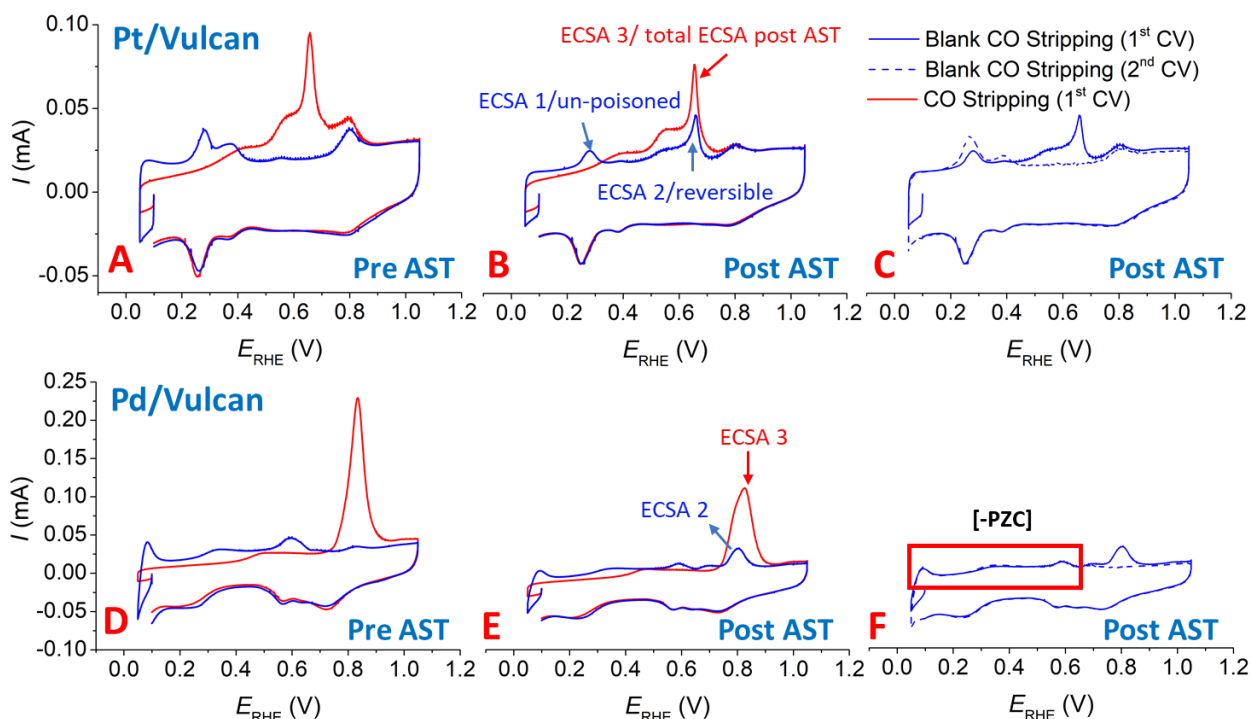 Pt/Vulcan
0.10
0.05
0.00
-0.05
I (mA)
A
Pre AST
0.0 0.2 0.4 0.6 0.8 1.0 1.2
E_RHE (V)
ECSA 3/ total ECSA post AST
ECSA 1/un-poisoned
ECSA 2/reversible
B
Post AST
0.0 0.2 0.4 0.6 0.8 1.0 1.2
E_RHE (V)
Blank CO Stripping (1st CV)
Blank CO Stripping (2nd CV)
CO Stripping (1st CV)
C
Post AST
0.0 0.2 0.4 0.6 0.8 1.0 1.2
E_RHE (V)
Pd/Vulcan
0.25
0.20
0.15
0.10
0.05
0.00
-0.05
-0.10
I (mA)
D
Pre AST
0.0 0.2 0.4 0.6 0.8 1.0 1.2
E_RHE (V)
ECSA 3
ECSA 2
E
Post AST
0.0 0.2 0.4 0.6 0.8 1.0 1.2
E_RHE (V)
[-PZC]
F
Post AST
0.0 0.2 0.4 0.6 0.8 1.0 1.2
E_RHE (V)